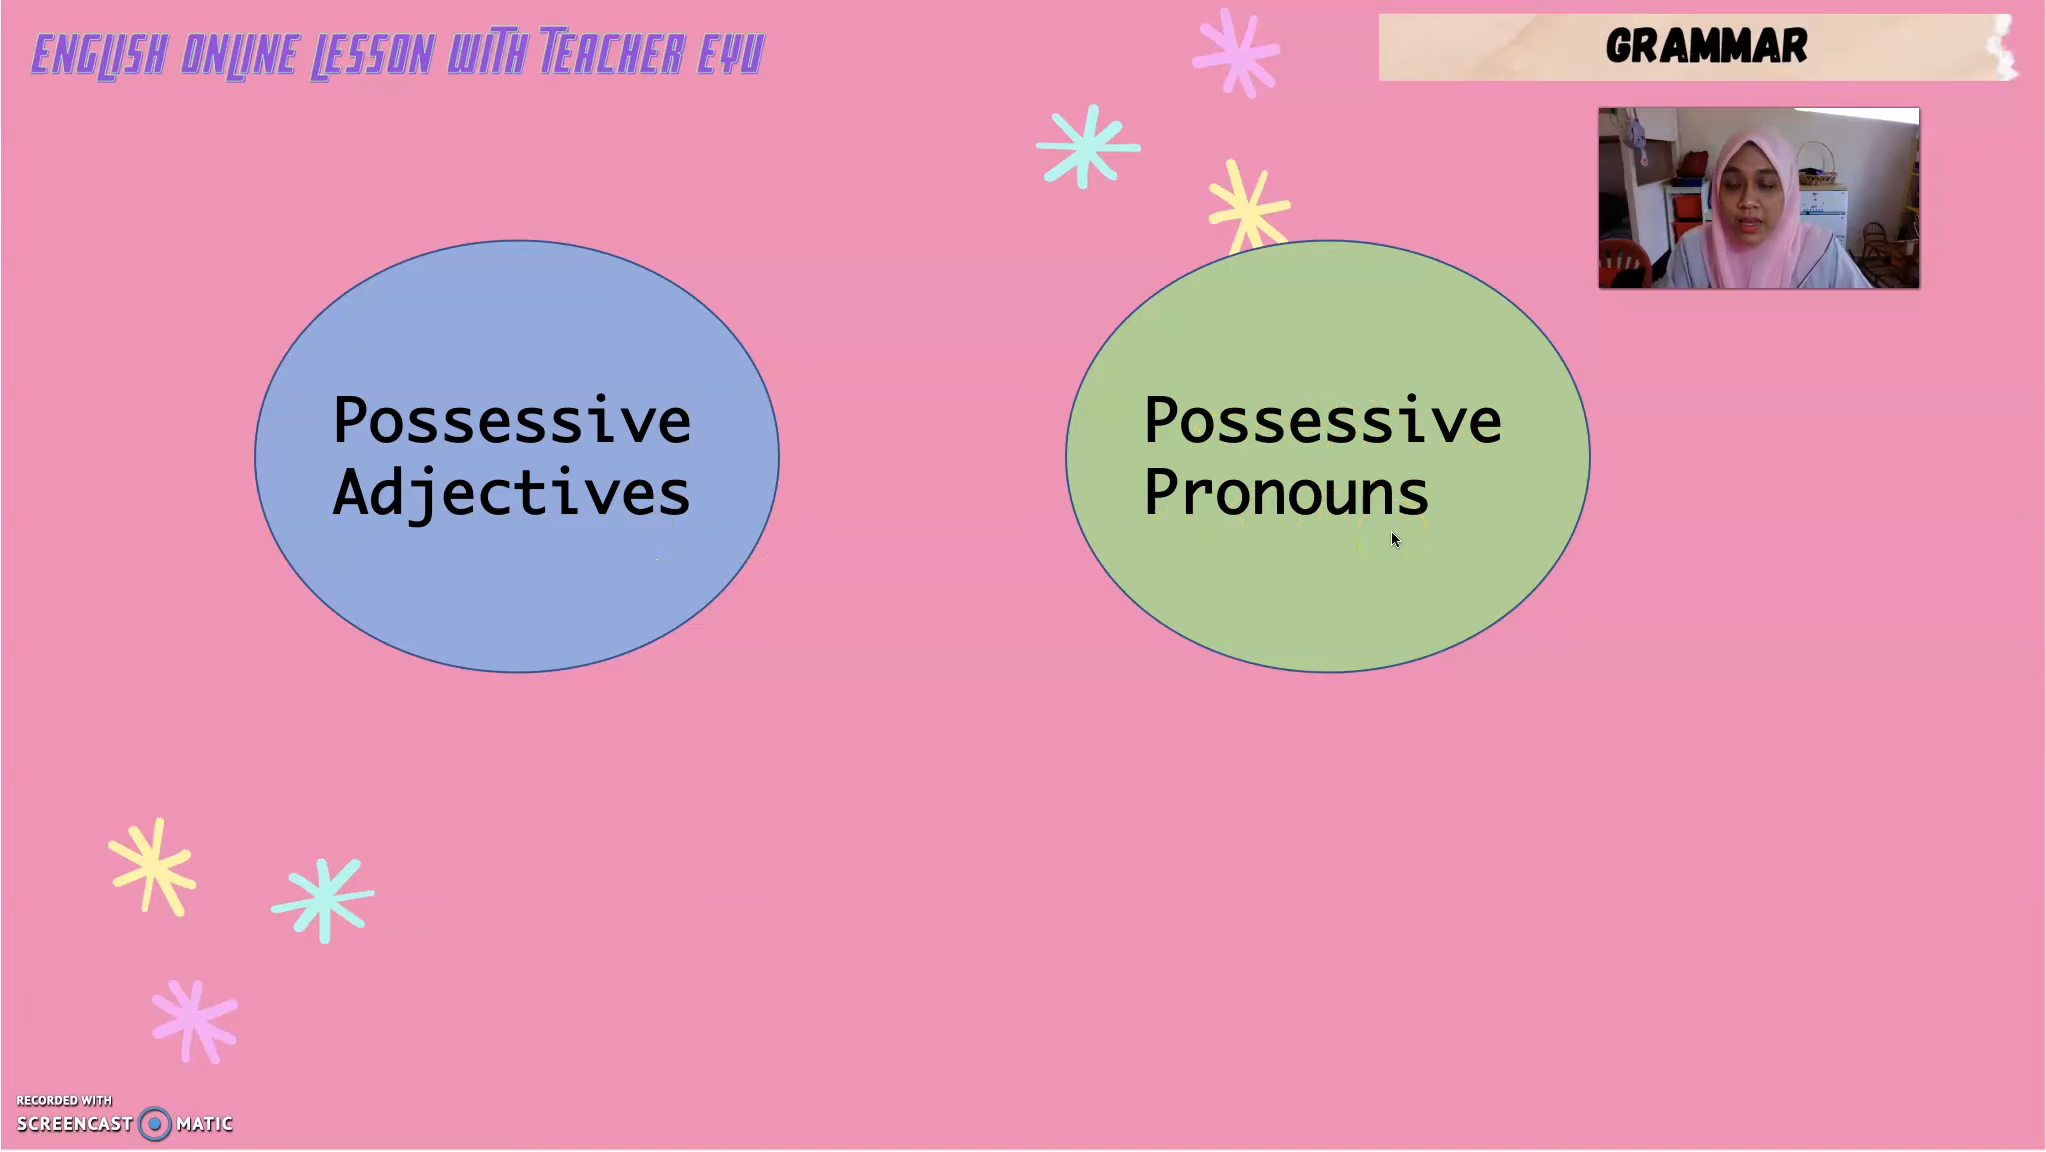 ENGLISH ONLINE LESSON WITH TEACHER EYU
GRAMMAR
Possessive
Adjectives
Possessive
Pronouns
RECORDED WITH
SCREENCAST MATIC